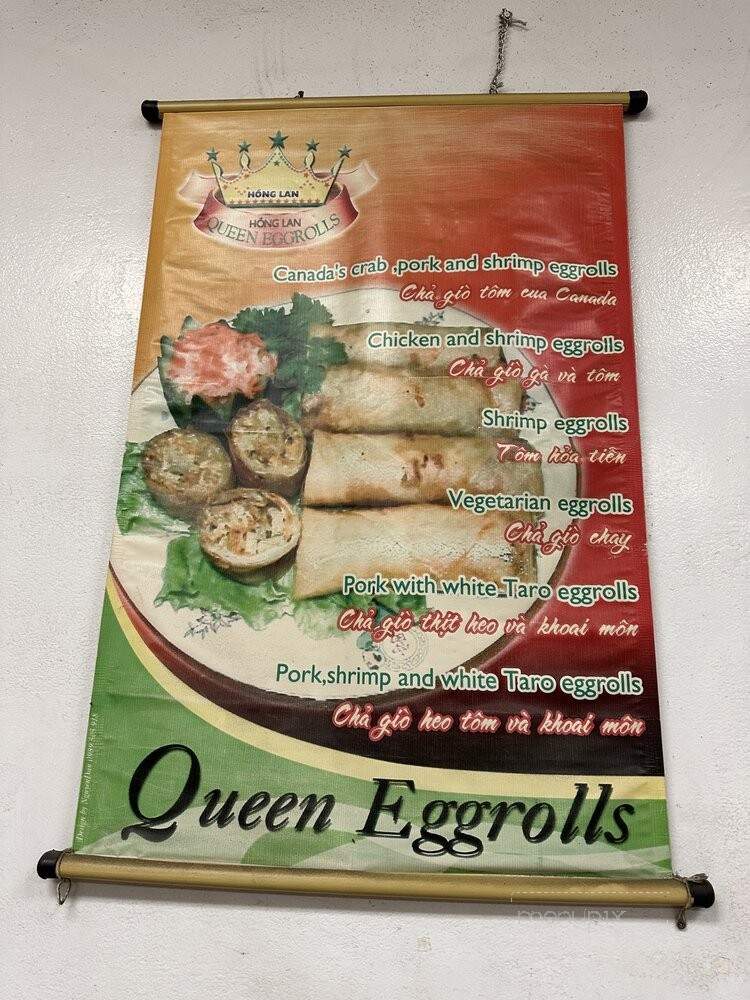 HỒNG LAN
HỒNG LAN
QUEEN EGGROLLS
Canada's crab ,pork and shrimp eggrolls
Chả giò tôm cua Canada
Chicken and shrimp eggrolls
Chả giò gà và tôm
Shrimp eggrolls
Tôm hỏa tiễn
Vegetarian eggrolls
Chả giò chay
Pork with white Taro eggrolls
Chả giò thịt heo và khoai môn
Pork,shrimp and white Taro eggrolls
Chả giò heo tôm và khoai môn
Queen Eggrolls
Design by
menupix